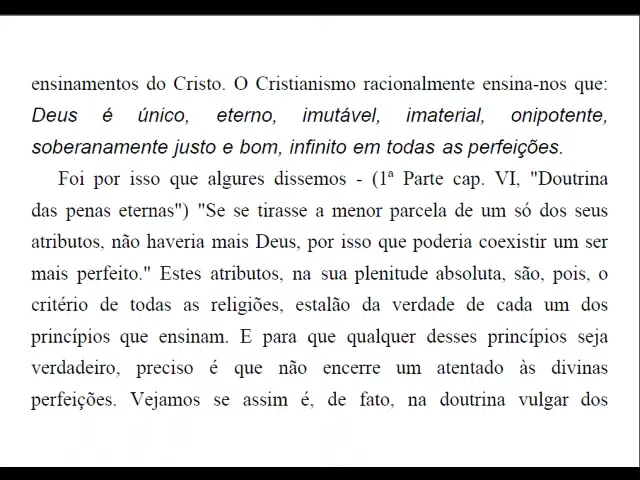 ensinamentos do Cristo. O Cristianismo racionalmente ensina-nos que:
Deus é único, eterno, imutável, imaterial, onipotente,
soberanamente justo e bom, infinito em todas as perfeições.
Foi por isso que algures dissemos - (1ª Parte cap. VI, "Doutrina
das penas eternas") "Se se tirasse a menor parcela de um só dos seus
atributos, não haveria mais Deus, por isso que poderia coexistir um ser
mais perfeito." Estes atributos, na sua plenitude absoluta, são, pois, o
critério de todas as religiões, estalão da verdade de cada um dos
princípios que ensinam. E para que qualquer desses princípios seja
verdadeiro, preciso é que não encerre um atentado às divinas
perfeições. Vejamos se assim é, de fato, na doutrina vulgar dos